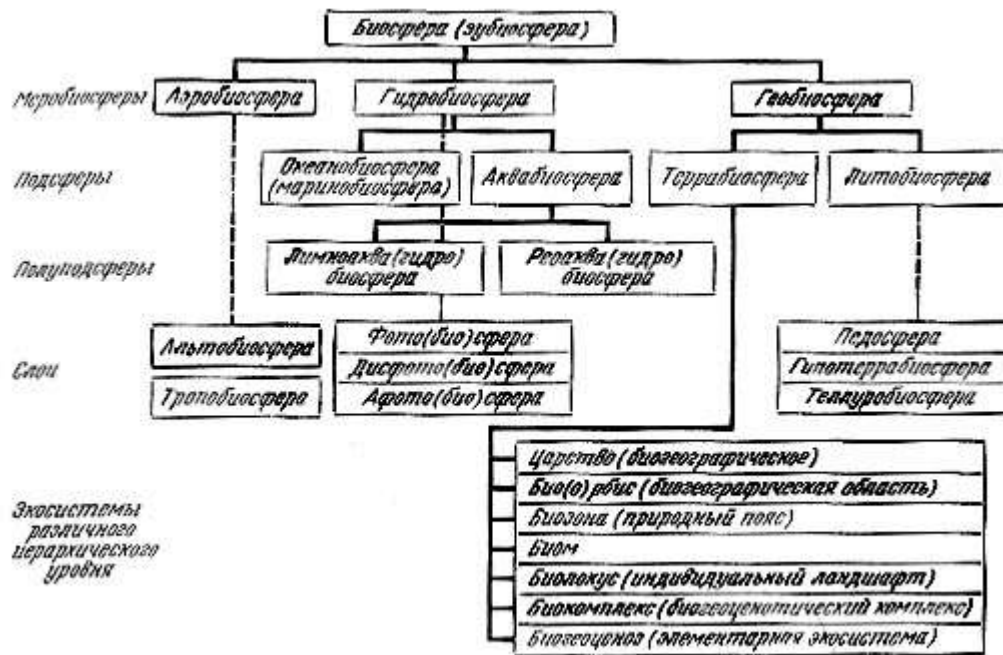 Биосфера (эубиосфера)
Меробиосферы
Аэробиосфера
Гидробиосфера
Геобиосфера
Подсферы
Океанобиосфера
(маринобиосфера)
Аквабиосфера
Террабиосфера
Литобиосфера
Полуподсферы
Лимноаква(гидро)
биосфера
Реоаква(гидро)
биосфера
Слои
Альтобиосфера
Тропобиосфера
Фото(био)сфера
Дисфото(био)сфера
Афото(био)сфера
Педосфера
Гипотеррабиосфера
Теллуробиосфера
Экосистемы
различного
иерархического
уровня
Царство (биогеографическое)
Био(о)рбис (биогеографическая область)
Биозона (природный пояс)
Биом
Биолокус (индивидуальный ландшафт)
Биокомплекс (биогеоценотический комплекс)
Биогеоценоз (элементарная экосистема)